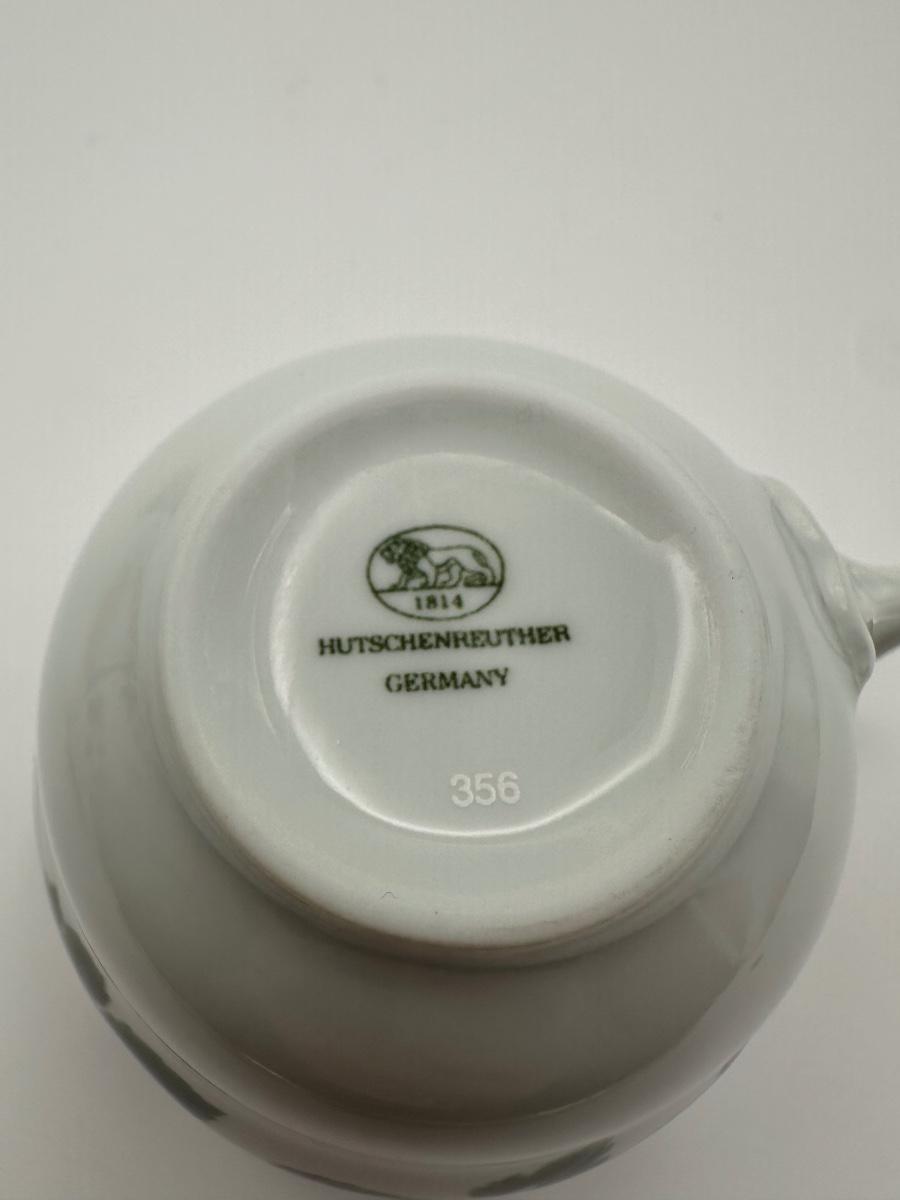 1814
HUTSCHENREUTHER
GERMANY
356